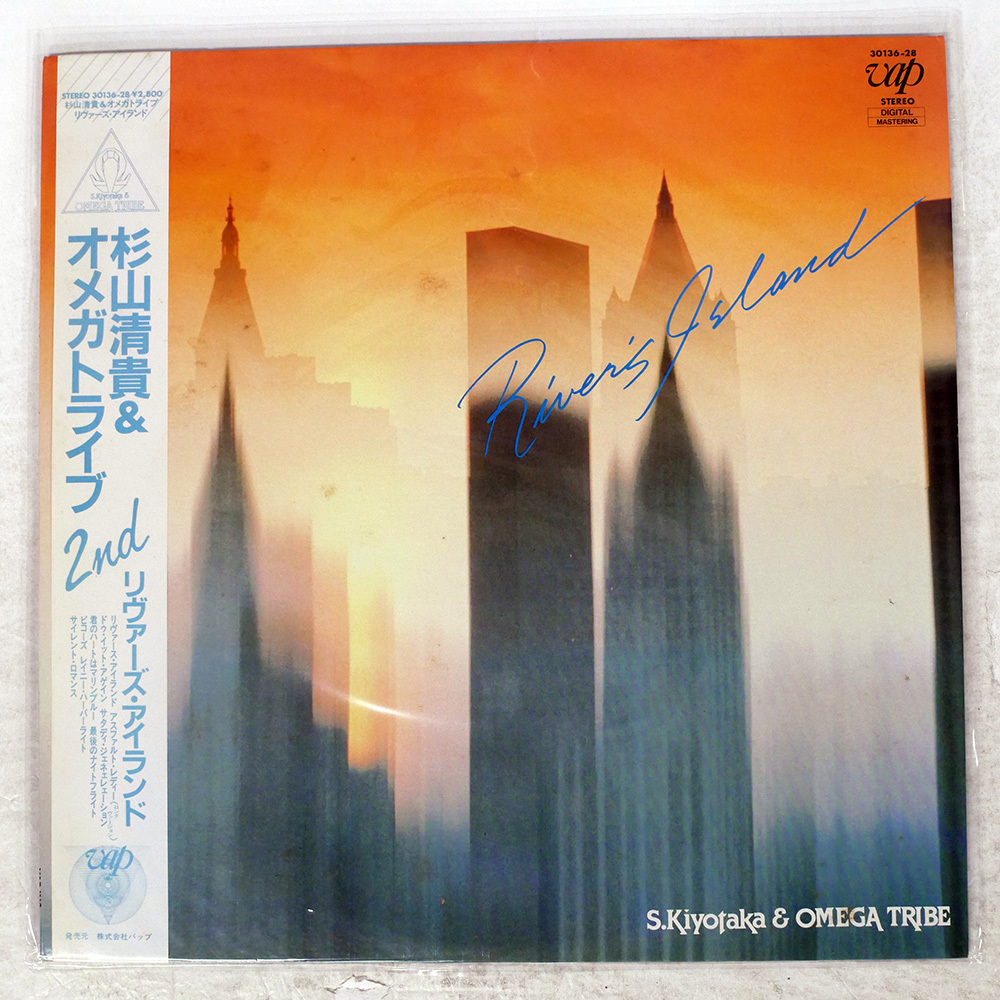 STEREO 30136-28 ¥2,800
杉山清貴&オメガトライブ
リヴァーズ・アイランド
S.Kiyotaka &
OMEGA TRIBE
杉山清貴&
オメガトライブ
2nd
リヴァーズ・アイランド
リヴァース・アイランド アスファルト・レディー
ドゥ・イット・アゲイン サタディ・ジェネェレェーション
君のハートはマリンブルー 最後のナイトフライト
ビコーズ レイニー・ハーバーライト
サイレント・ロマンス
vap
発売元 株式会社バップ
30136-28
vap
STEREO
DIGITAL
MASTERING
River's Island
S.Kiyotaka & OMEGA TRIBE